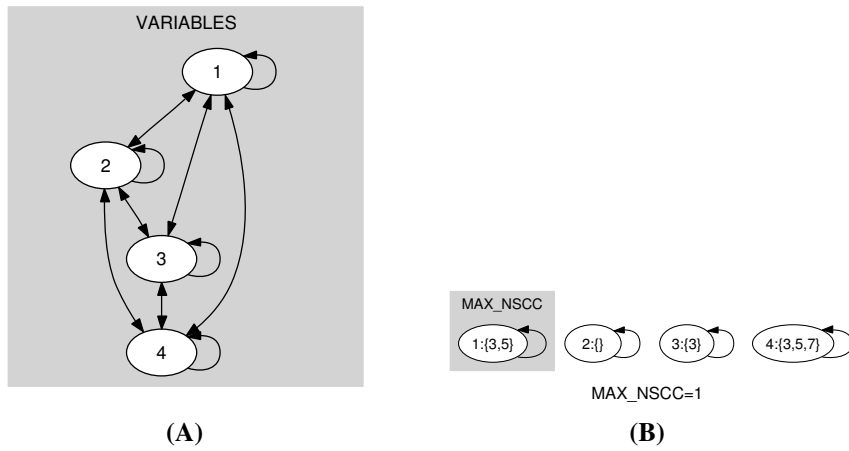 VARIABLES
1
2
3
4
MAX_NSCC
1:{3,5} 2:{} 3:{3} 4:{3,5,7}
MAX_NSCC=1
(A) (B)